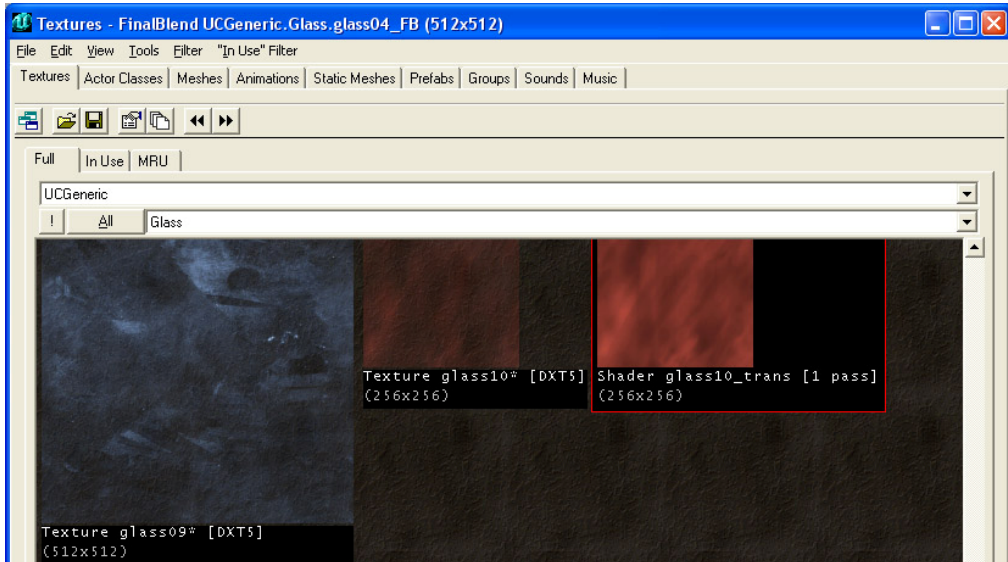 Textures - FinalBlend UCGeneric.Glass.glass04_FB (512x512)
File Edit View Tools Filter "In Use" Filter
Textures Actor Classes Meshes Animations Static Meshes Prefabs Groups Sounds Music
Full In Use MRU
UCGeneric
! All Glass
Texture glass10* [DXT5] Shader glass10_trans [1 pass]
(256x256) (256x256)
Texture glass09* [DXT5]
(512x512)